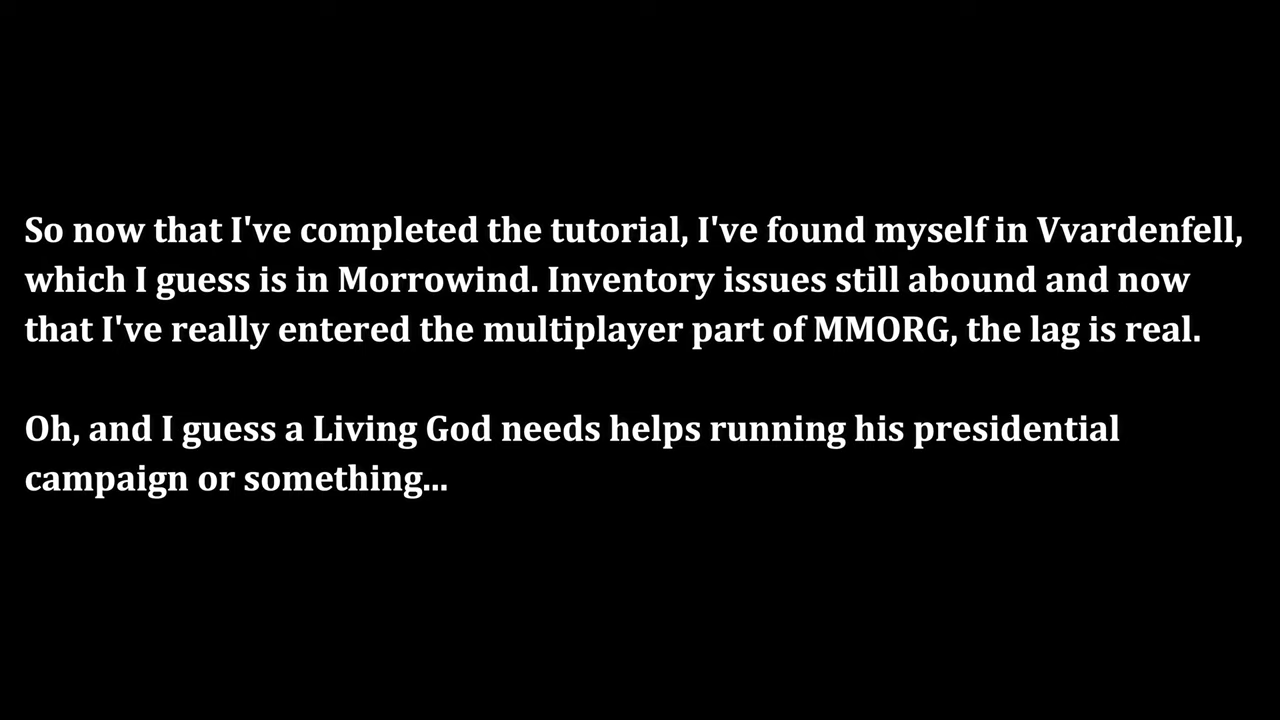 So now that I've completed the tutorial, I've found myself in Vvardenfell,
which I guess is in Morrowind. Inventory issues still abound and now
that I've really entered the multiplayer part of MMORG, the lag is real.
Oh, and I guess a Living God needs helps running his presidential
campaign or something...